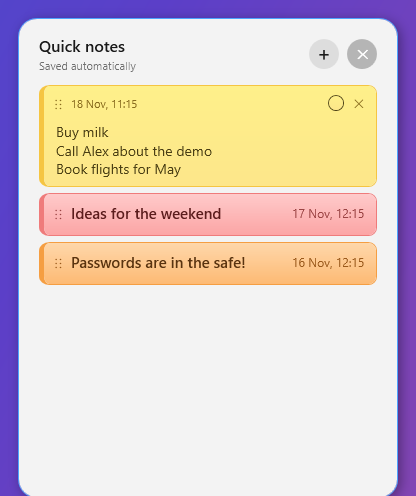 Quick notes
Saved automatically
18 Nov, 11:15
Buy milk
Call Alex about the demo
Book flights for May
Ideas for the weekend 17 Nov, 12:15
Passwords are in the safe! 16 Nov, 12:15